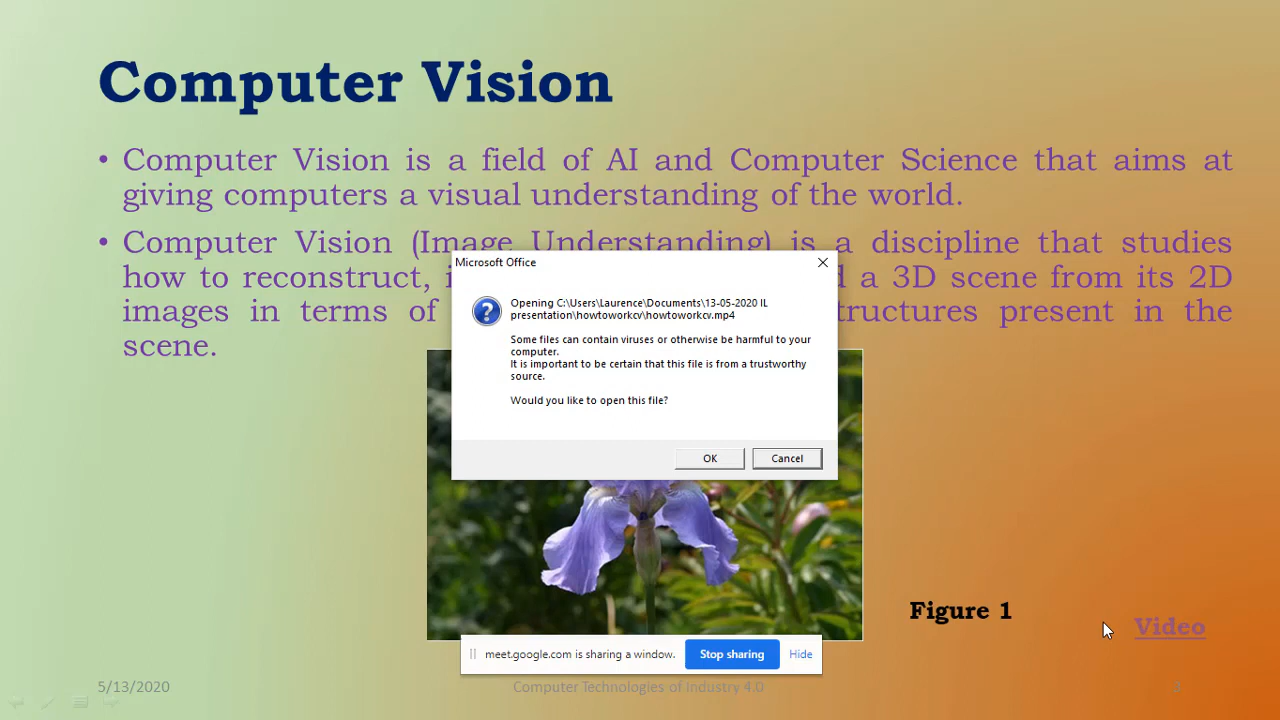 Computer Vision
• Computer Vision is a field of AI and Computer Science that aims at
giving computers a visual understanding of the world.
• Computer Vision (Image Understanding) is a discipline that studies
how to reconstruct, a 3D scene from its 2D
images in terms of present in the
scene.
Microsoft Office
Opening C:\Users\Laurence\Documents\13-05-2020 IL
presentation\howtoworkcv\howtoworkcv.mp4
Some files can contain viruses or otherwise be harmful to your
computer.
It is important to be certain that this file is from a trustworthy
source.
Would you like to open this file?
OK Cancel
Figure 1
Video
meet.google.com is sharing a window. Stop sharing Hide
5/13/2020 Computer Technologies of Industry 4.0 3